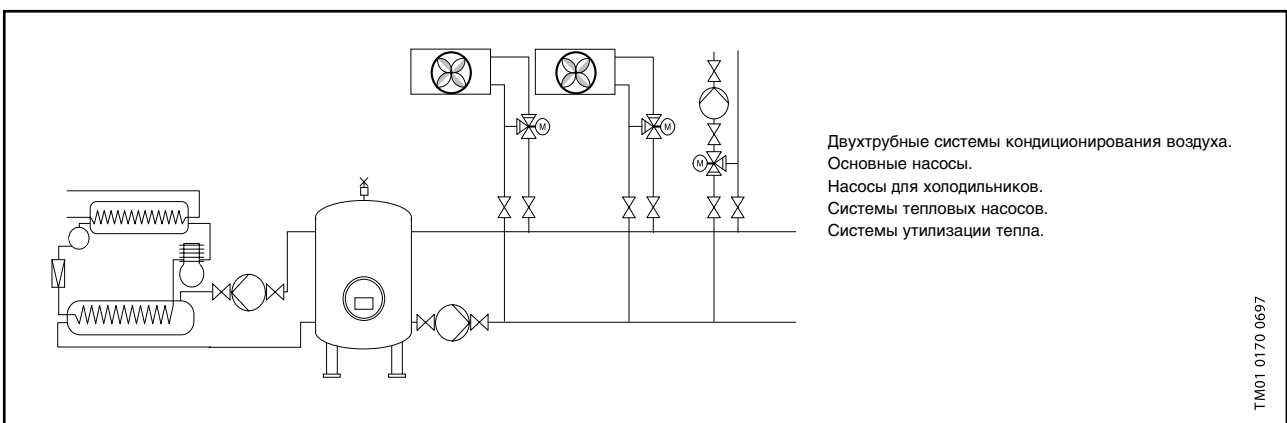 M
M
M
Двухтрубные системы кондиционирования воздуха.
Основные насосы.
Насосы для холодильников.
Системы тепловых насосов.
Системы утилизации тепла.
TM01 0170 0697